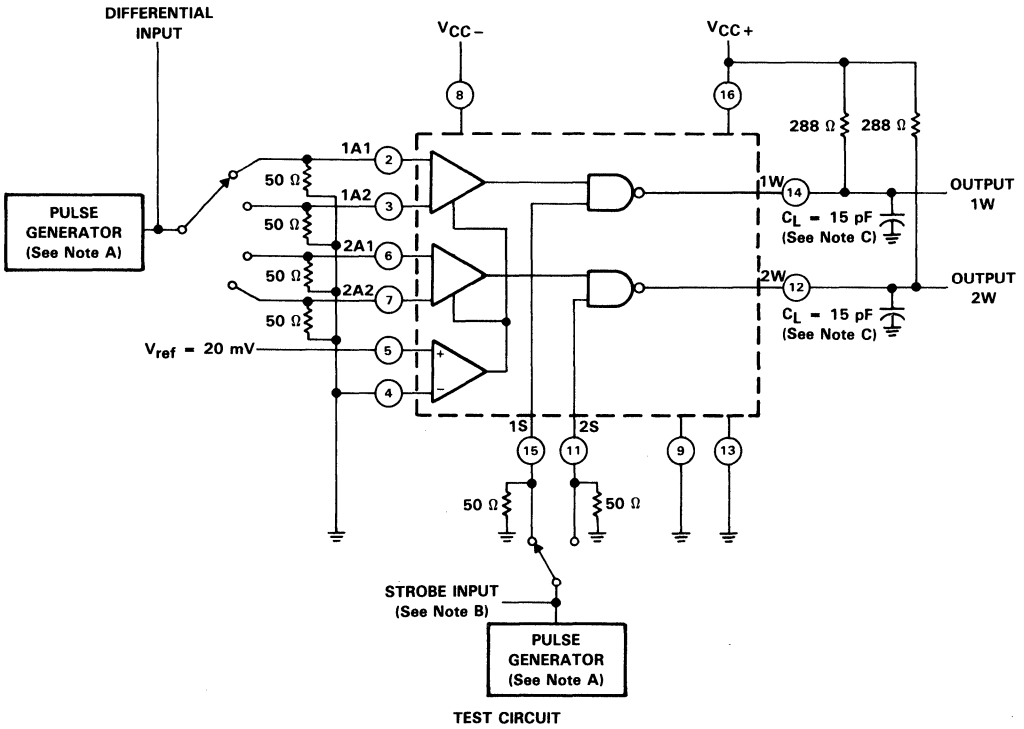 DIFFERENTIAL
INPUT
VCC−
VCC+
8
16
288 Ω
288 Ω
1A1
2
50 Ω
1A2
3
50 Ω
2A1
6
50 Ω
2A2
7
50 Ω
PULSE
GENERATOR
(See Note A)
1W
14
OUTPUT
1W
CL = 15 pF
(See Note C)
2W
12
OUTPUT
2W
CL = 15 pF
(See Note C)
Vref = 20 mV
5
+
4
−
1S
2S
15
11
9
13
50 Ω
50 Ω
STROBE INPUT
(See Note B)
PULSE
GENERATOR
(See Note A)
TEST CIRCUIT